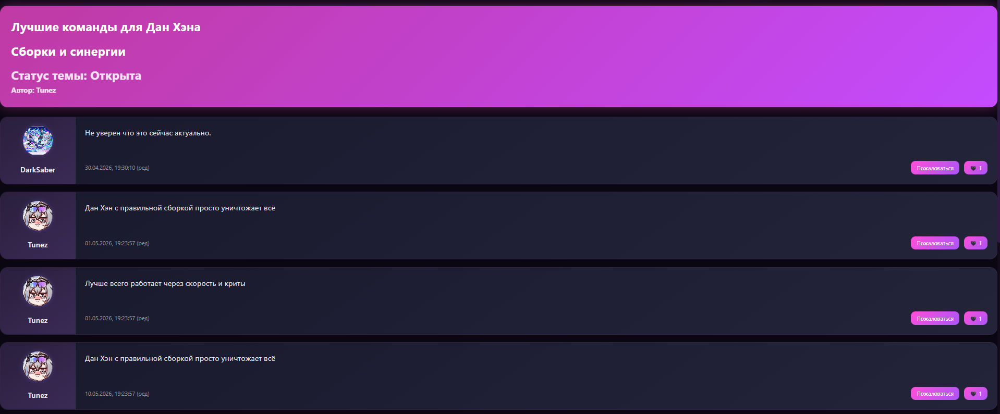 Лучшие команды для Дан Хэна
Сборки и синергии
Статус темы: Открыта
Автор: Tunez
Не уверен что это сейчас актуально.
DarkSaber
30.04.2026, 19:30:10 (ред)
Пожаловаться
1
Дан Хэн с правильной сборкой просто уничтожает всё
Tunez
01.05.2026, 19:23:57 (ред)
Пожаловаться
1
Лучше всего работает через скорость и криты
Tunez
01.05.2026, 19:23:57 (ред)
Пожаловаться
1
Дан Хэн с правильной сборкой просто уничтожает всё
Tunez
10.05.2026, 19:23:57 (ред)
Пожаловаться
1